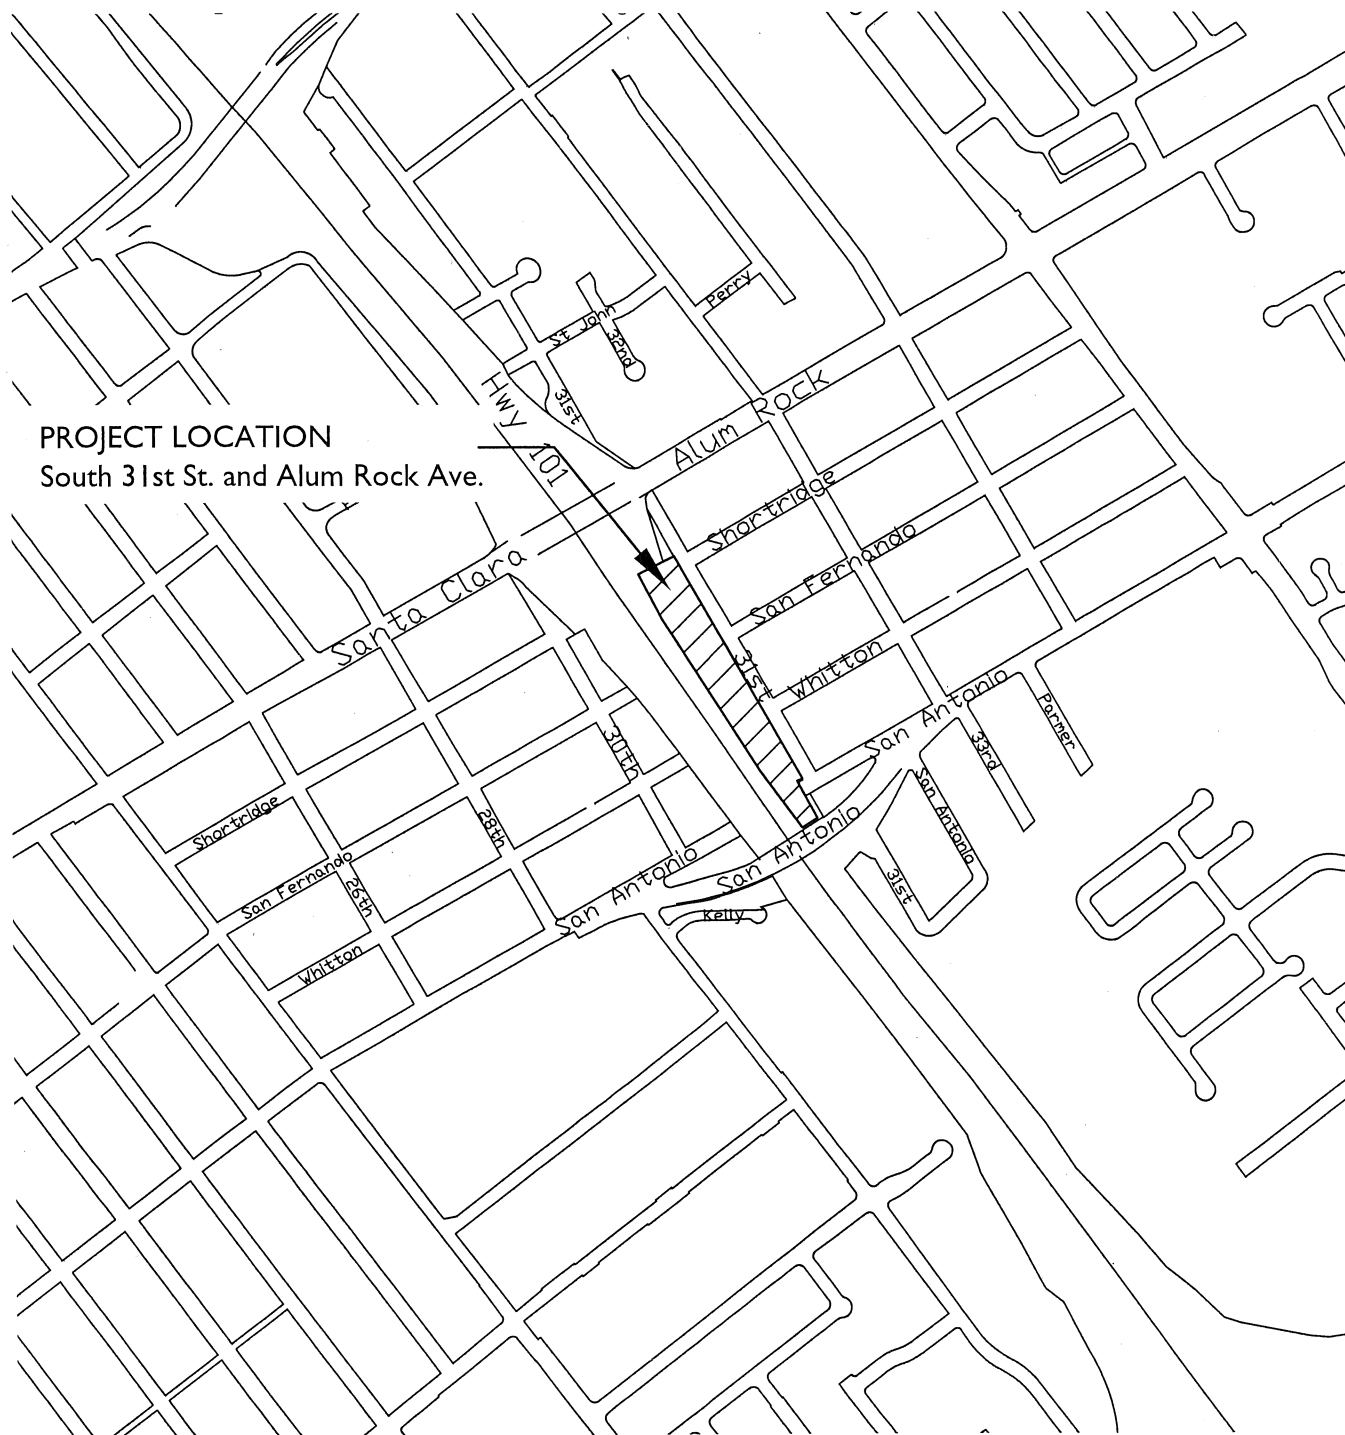 Perry
St John
32nd
31st
Hwy 101
Alum Rock
PROJECT LOCATION
South 31st St. and Alum Rock Ave.
Shortridge
San Fernando
Santa Clara
31st
Whitton
San Antonio
Parmer
33rd
30th
San Antonio
Shortridge
28th
San Antonio
San Fernando
26th
San Antonio
31st
Kelly
Whitton